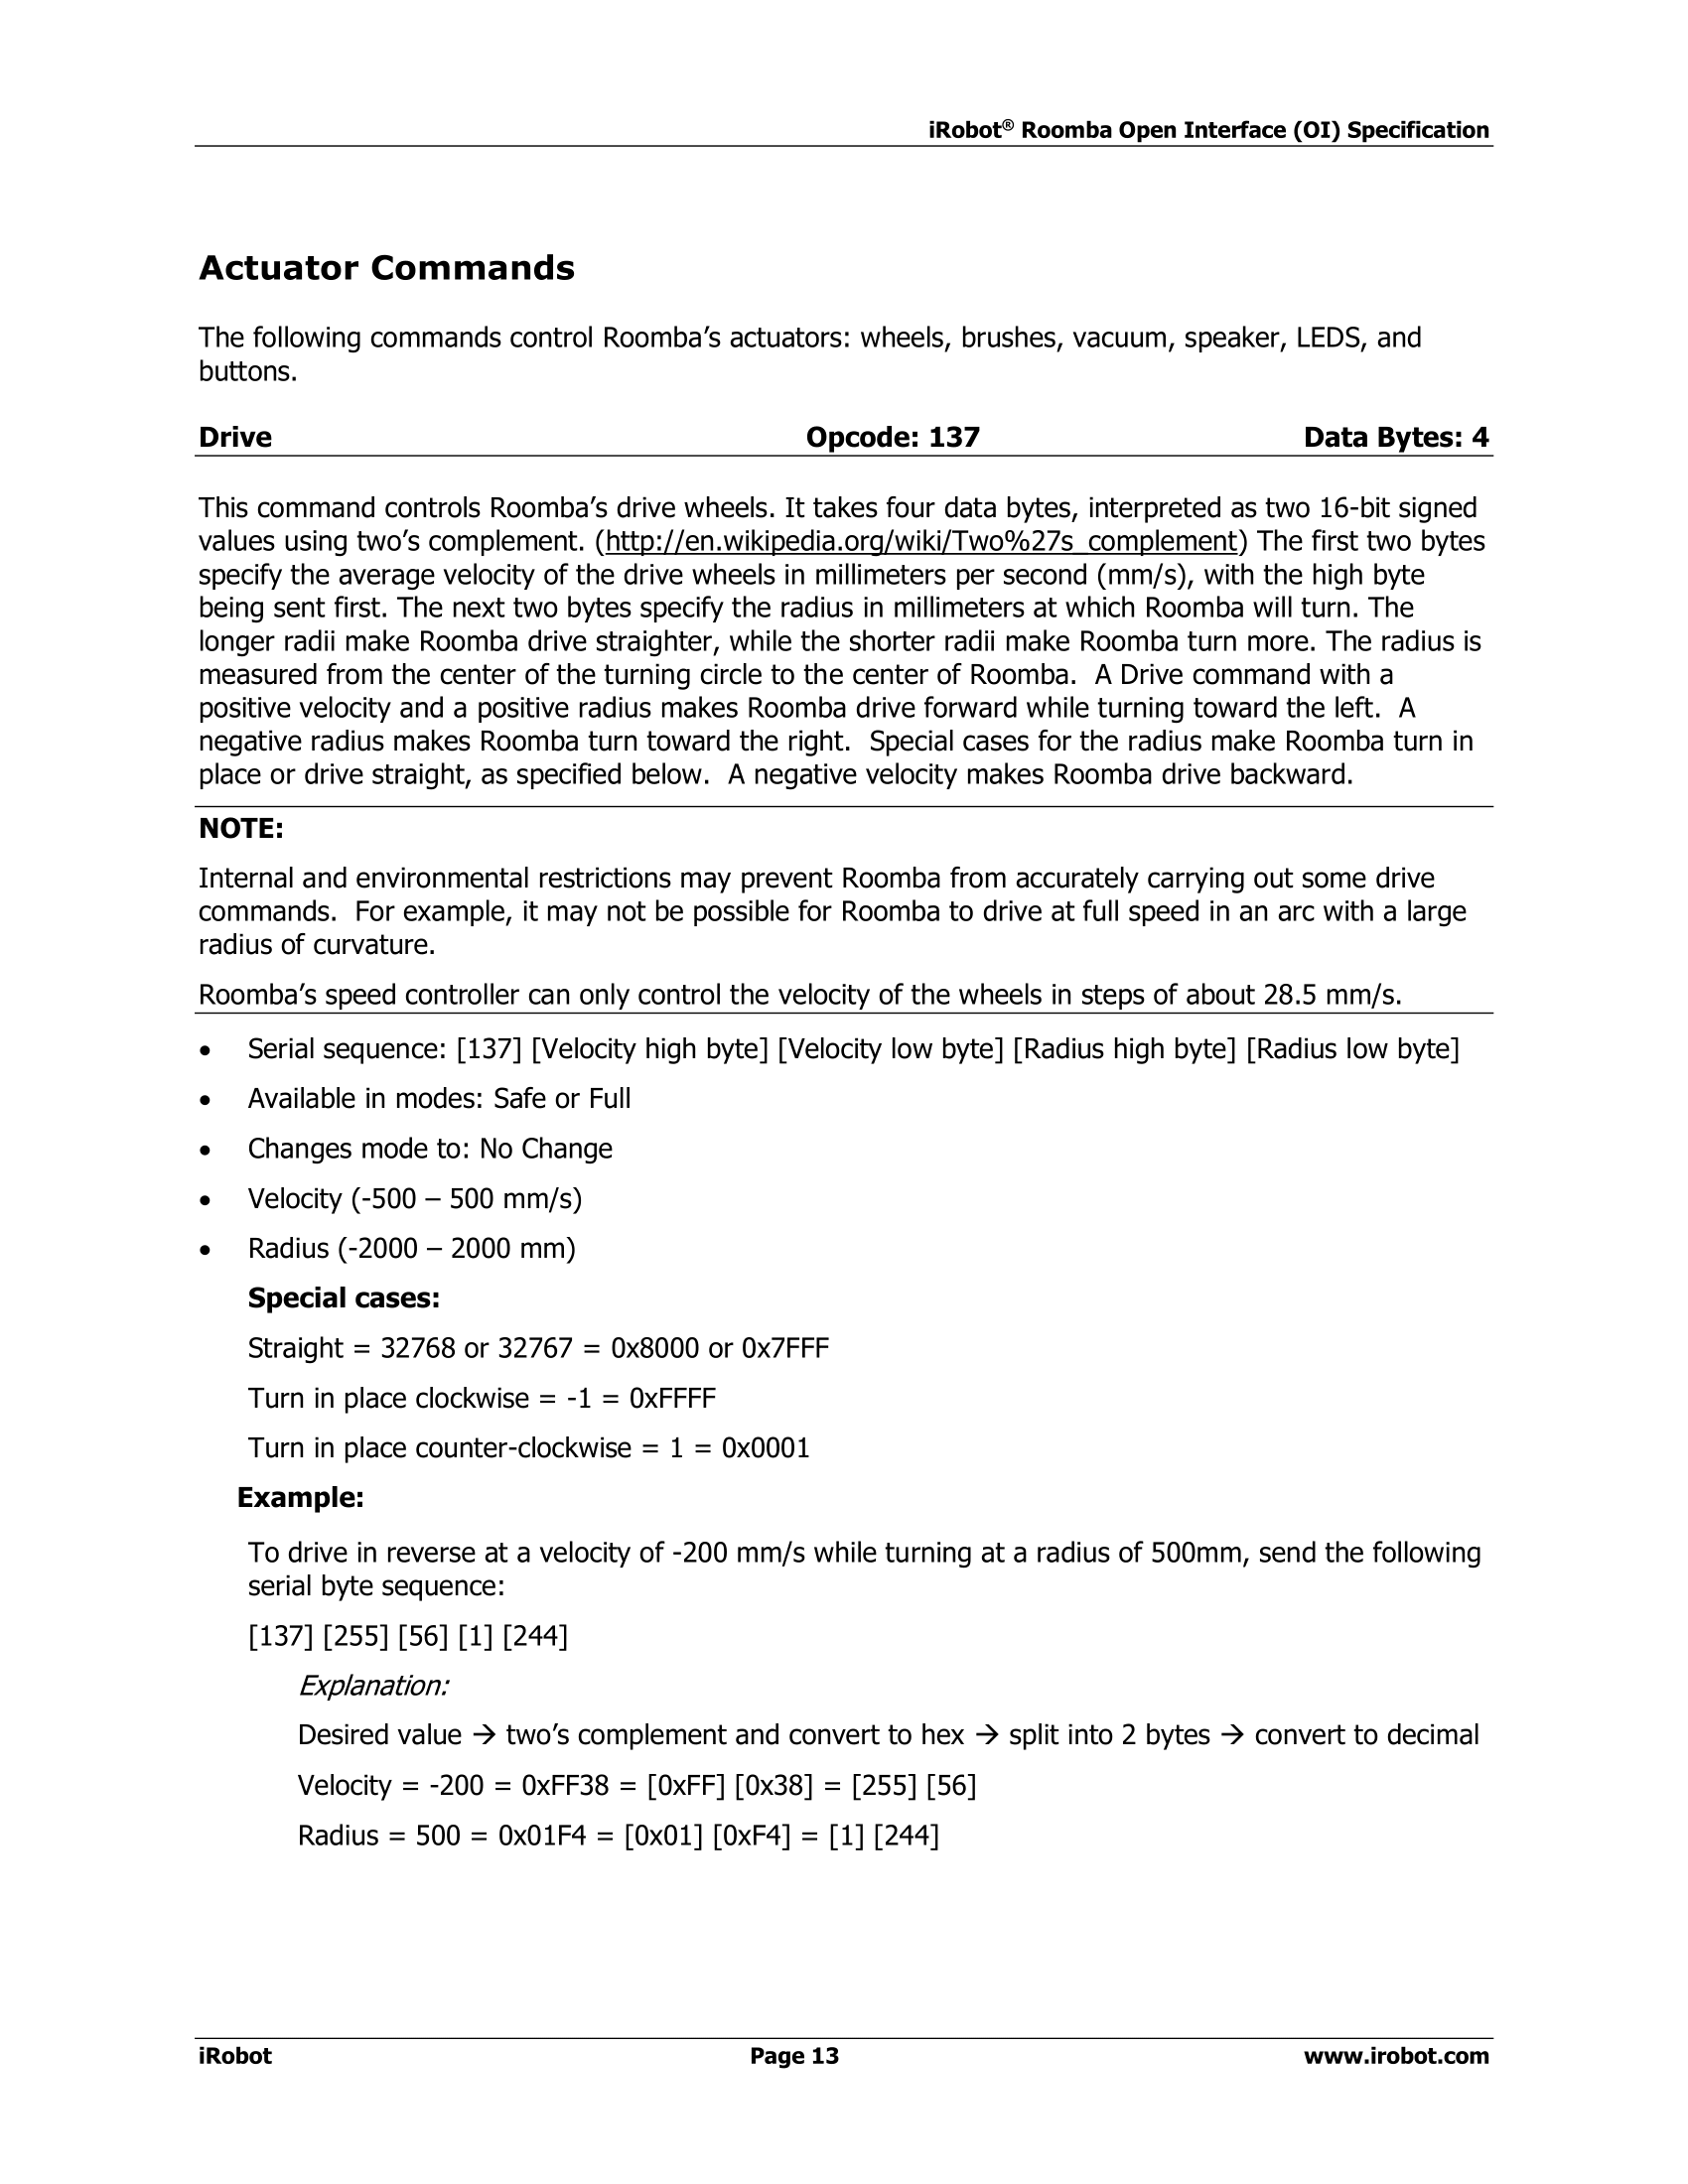 iRobot® Roomba Open Interface (OI) Specification
Actuator Commands
The following commands control Roomba’s actuators: wheels, brushes, vacuum, speaker, LEDS, and
buttons.
Drive Opcode: 137 Data Bytes: 4
This command controls Roomba’s drive wheels. It takes four data bytes, interpreted as two 16-bit signed
values using two’s complement. (http://en.wikipedia.org/wiki/Two%27s_complement) The first two bytes
specify the average velocity of the drive wheels in millimeters per second (mm/s), with the high byte
being sent first. The next two bytes specify the radius in millimeters at which Roomba will turn. The
longer radii make Roomba drive straighter, while the shorter radii make Roomba turn more. The radius is
measured from the center of the turning circle to the center of Roomba.  A Drive command with a
positive velocity and a positive radius makes Roomba drive forward while turning toward the left.  A
negative radius makes Roomba turn toward the right.  Special cases for the radius make Roomba turn in
place or drive straight, as specified below.  A negative velocity makes Roomba drive backward.
NOTE:
Internal and environmental restrictions may prevent Roomba from accurately carrying out some drive
commands.  For example, it may not be possible for Roomba to drive at full speed in an arc with a large
radius of curvature.
Roomba’s speed controller can only control the velocity of the wheels in steps of about 28.5 mm/s.
• Serial sequence: [137] [Velocity high byte] [Velocity low byte] [Radius high byte] [Radius low byte]
• Available in modes: Safe or Full
• Changes mode to: No Change
• Velocity (-500 – 500 mm/s)
• Radius (-2000 – 2000 mm)
Special cases:
Straight = 32768 or 32767 = 0x8000 or 0x7FFF
Turn in place clockwise = -1 = 0xFFFF
Turn in place counter-clockwise = 1 = 0x0001
Example:
To drive in reverse at a velocity of -200 mm/s while turning at a radius of 500mm, send the following
serial byte sequence:
[137] [255] [56] [1] [244]
Explanation:
Desired value → two’s complement and convert to hex → split into 2 bytes → convert to decimal
Velocity = -200 = 0xFF38 = [0xFF] [0x38] = [255] [56]
Radius = 500 = 0x01F4 = [0x01] [0xF4] = [1] [244]
iRobot Page 13 www.irobot.com